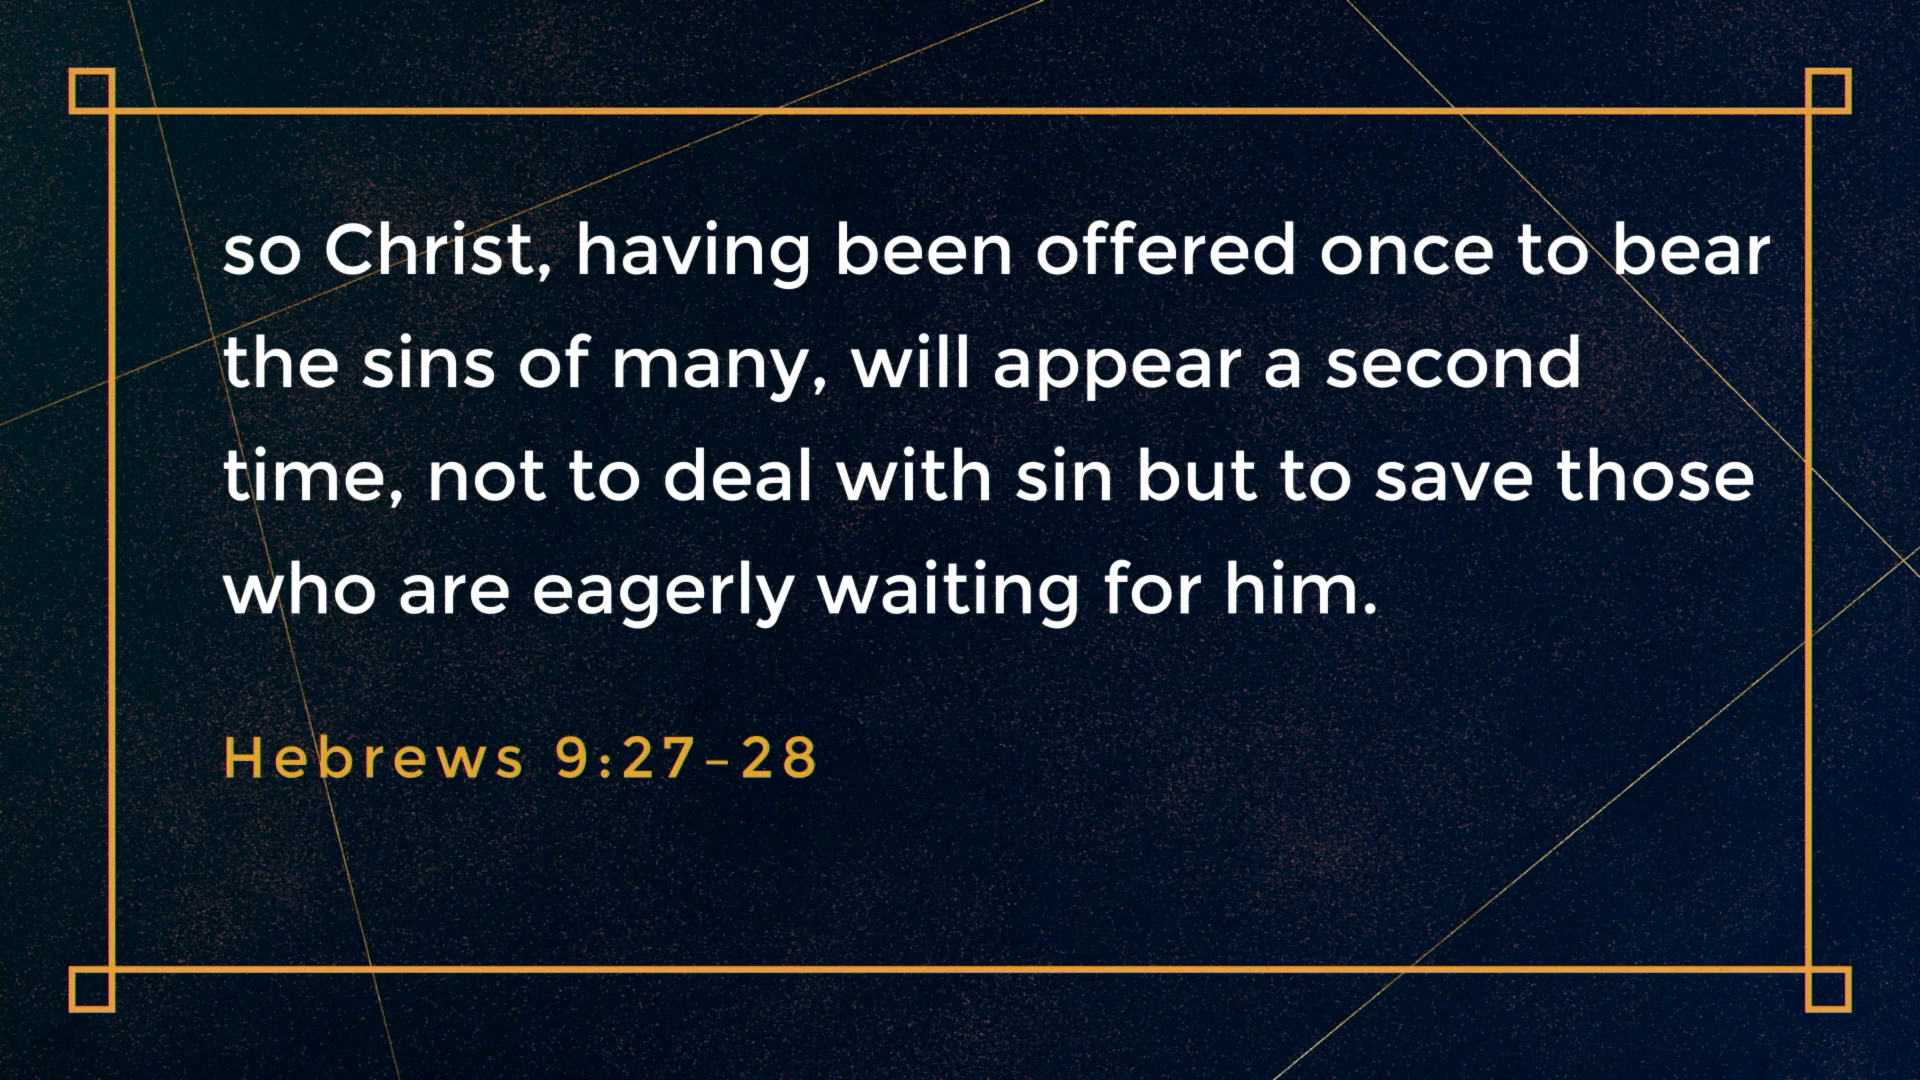 so Christ, having been offered once to bear
the sins of many, will appear a second
time, not to deal with sin but to save those
who are eagerly waiting for him.
Hebrews 9:27–28